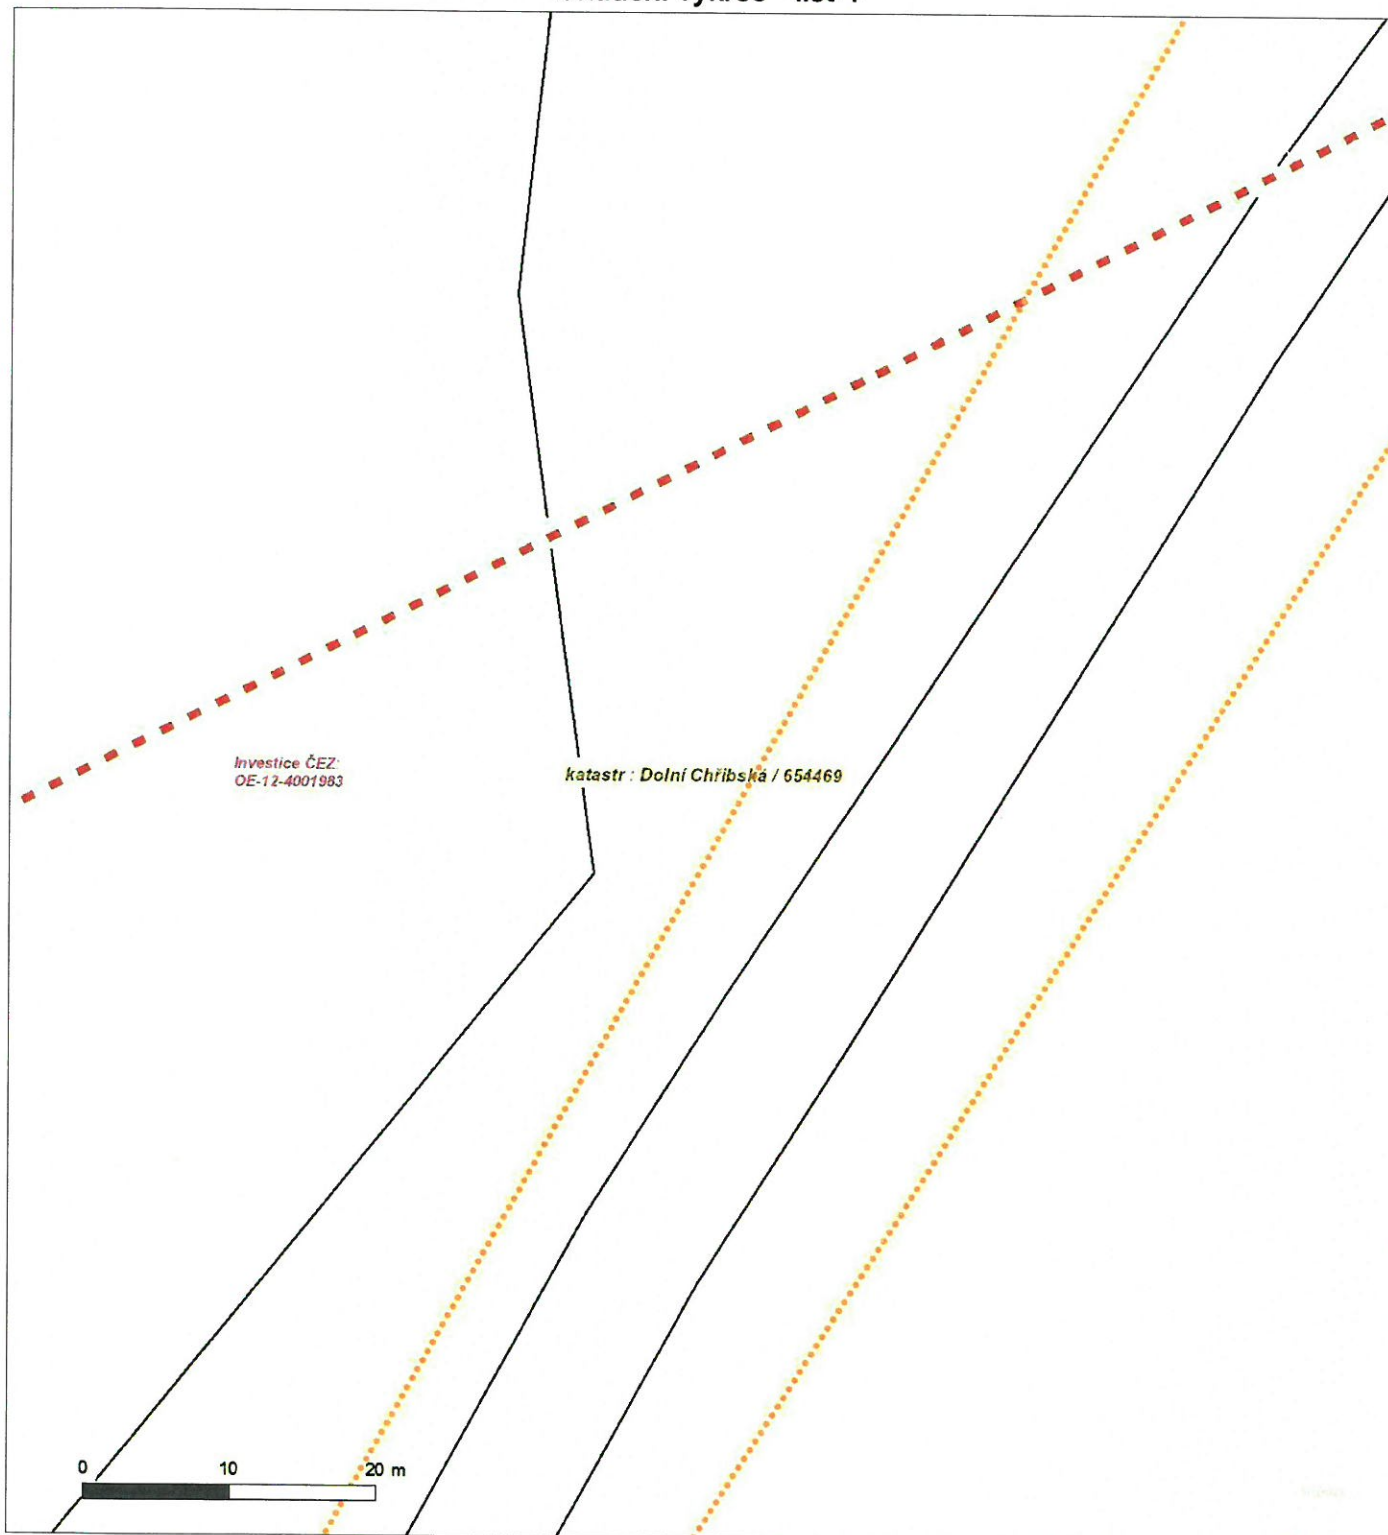 Investice ČEZ:
OE-12-4001983
katastr : Dolní Chřibská / 654469
0 10 20 m